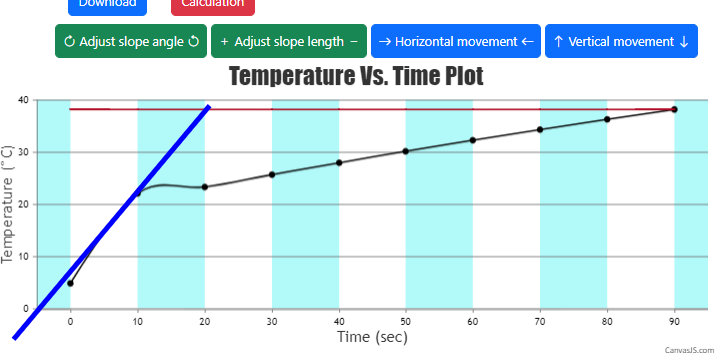 Download Calculation
↻ Adjust slope angle ↺ + Adjust slope length − → Horizontal movement ← ↑ Vertical movement ↓
Temperature Vs. Time Plot
Temperature (°C)
40
30
20
10
0
0 10 20 30 40 50 60 70 80 90
Time (sec)
CanvasJS.com